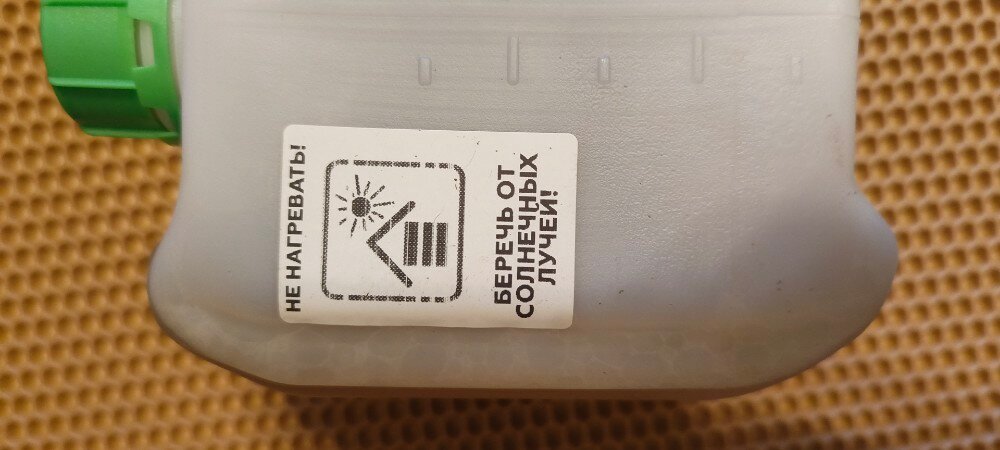 НЕ НАГРЕВАТЬ!
БЕРЕЧЬ ОТ
СОЛНЕЧНЫХ
ЛУЧЕЙ!